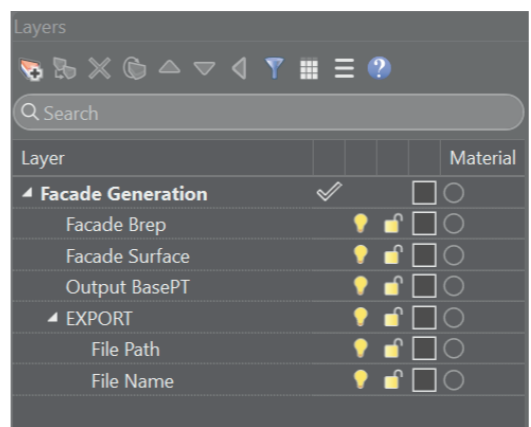 Layers
?
Search
Layer Material
Facade Generation
Facade Brep
Facade Surface
Output BasePT
EXPORT
File Path
File Name